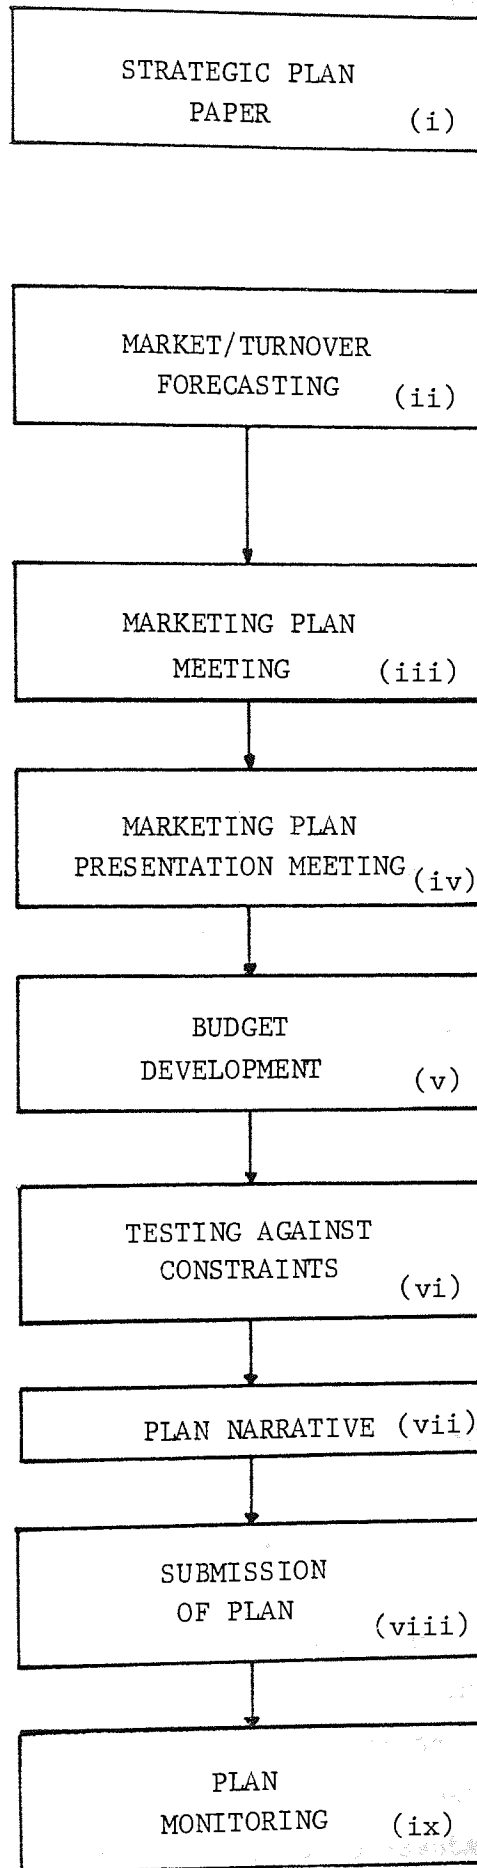 STRATEGIC PLAN
PAPER (i)
MARKET/TURNOVER
FORECASTING (ii)
MARKETING PLAN
MEETING (iii)
MARKETING PLAN
PRESENTATION MEETING (iv)
BUDGET
DEVELOPMENT (v)
TESTING AGAINST
CONSTRAINTS (vi)
PLAN NARRATIVE (vii)
SUBMISSION
OF PLAN (viii)
PLAN
MONITORING (ix)